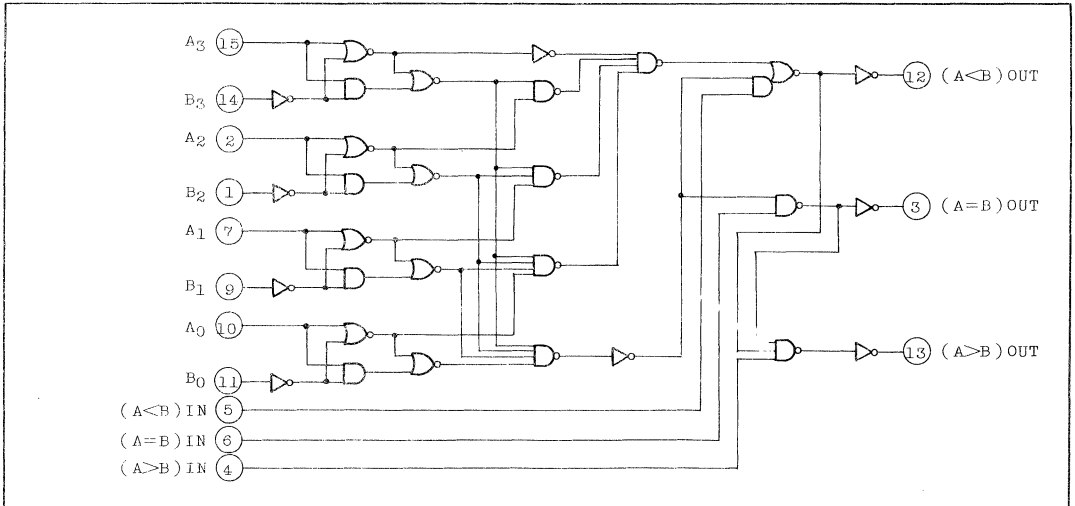 A3 15
B3 14
A2 2
B2 1
A1 7
B1 9
A0 10
B0 11
(A<B)IN 5
(A=B)IN 6
(A>B)IN 4
12 (A<B)OUT
3 (A=B)OUT
13 (A>B)OUT